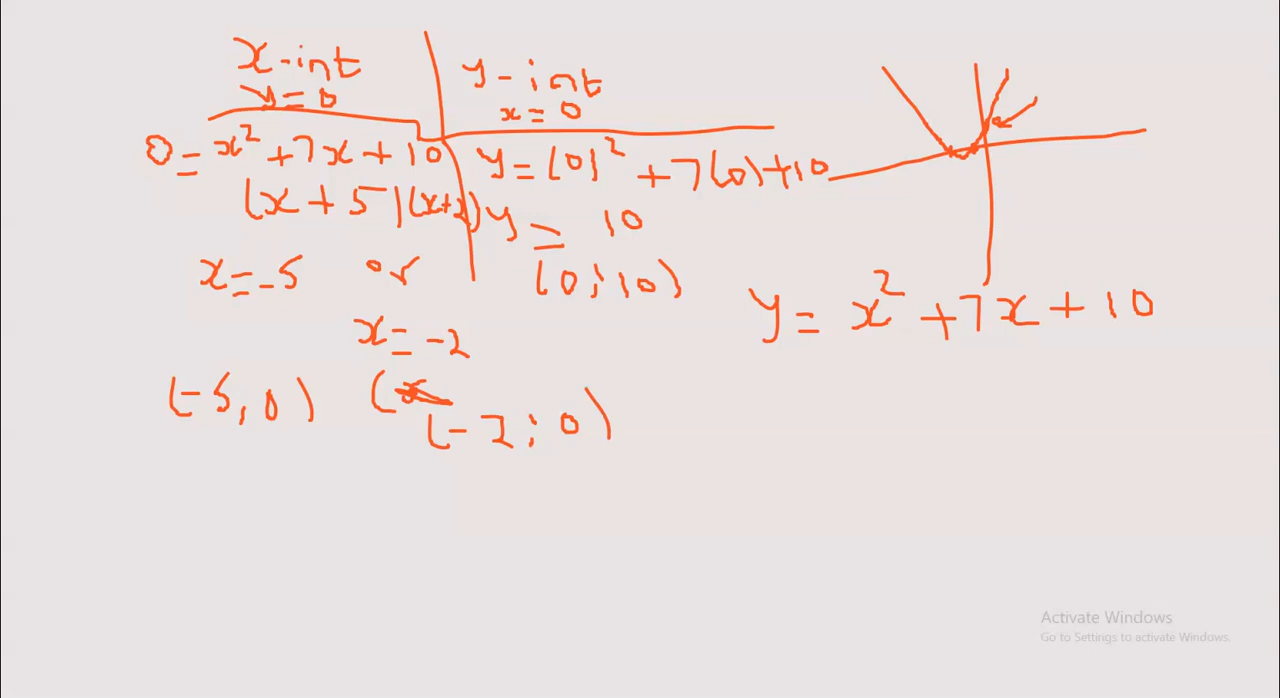 x-int
y=0
0=x²+7x+10
(x+5)(x+2)
x=-5 or
x=-2
(-5,0) (x
(-2;0)
y-int
x=0
y=(0)²+7(0)+10
y=10
(0;10)
y=x²+7x+10
Activate Windows
Go to Settings to activate Windows.